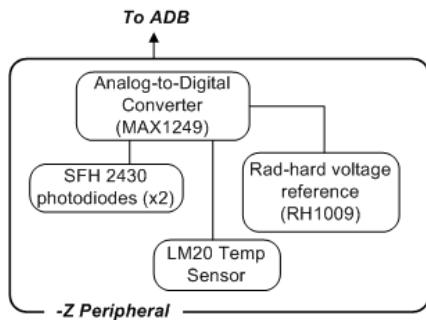 To ADB
Analog-to-Digital
Converter
(MAX1249)
SFH 2430
photodiodes (x2)
Rad-hard voltage
reference
(RH1009)
LM20 Temp
Sensor
-Z Peripheral